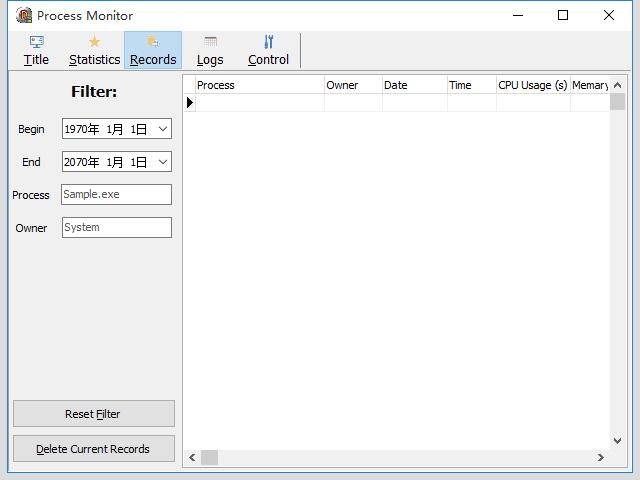 Process Monitor
Title Statistics Records Logs Control
Filter:
Begin 1970年 1月 1日
End 2070年 1月 1日
Process Sample.exe
Owner System
Reset Filter
Delete Current Records
Process Owner Date Time CPU Usage (s) Memary